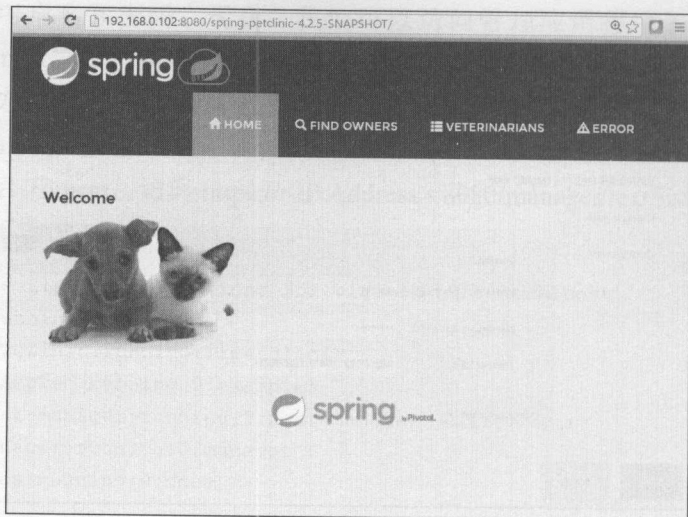 192.168.0.102:8080/spring-petclinic-4.2.5-SNAPSHOT/
spring
HOME
FIND OWNERS
VETERINARIANS
ERROR
Welcome
spring by Pivotal.